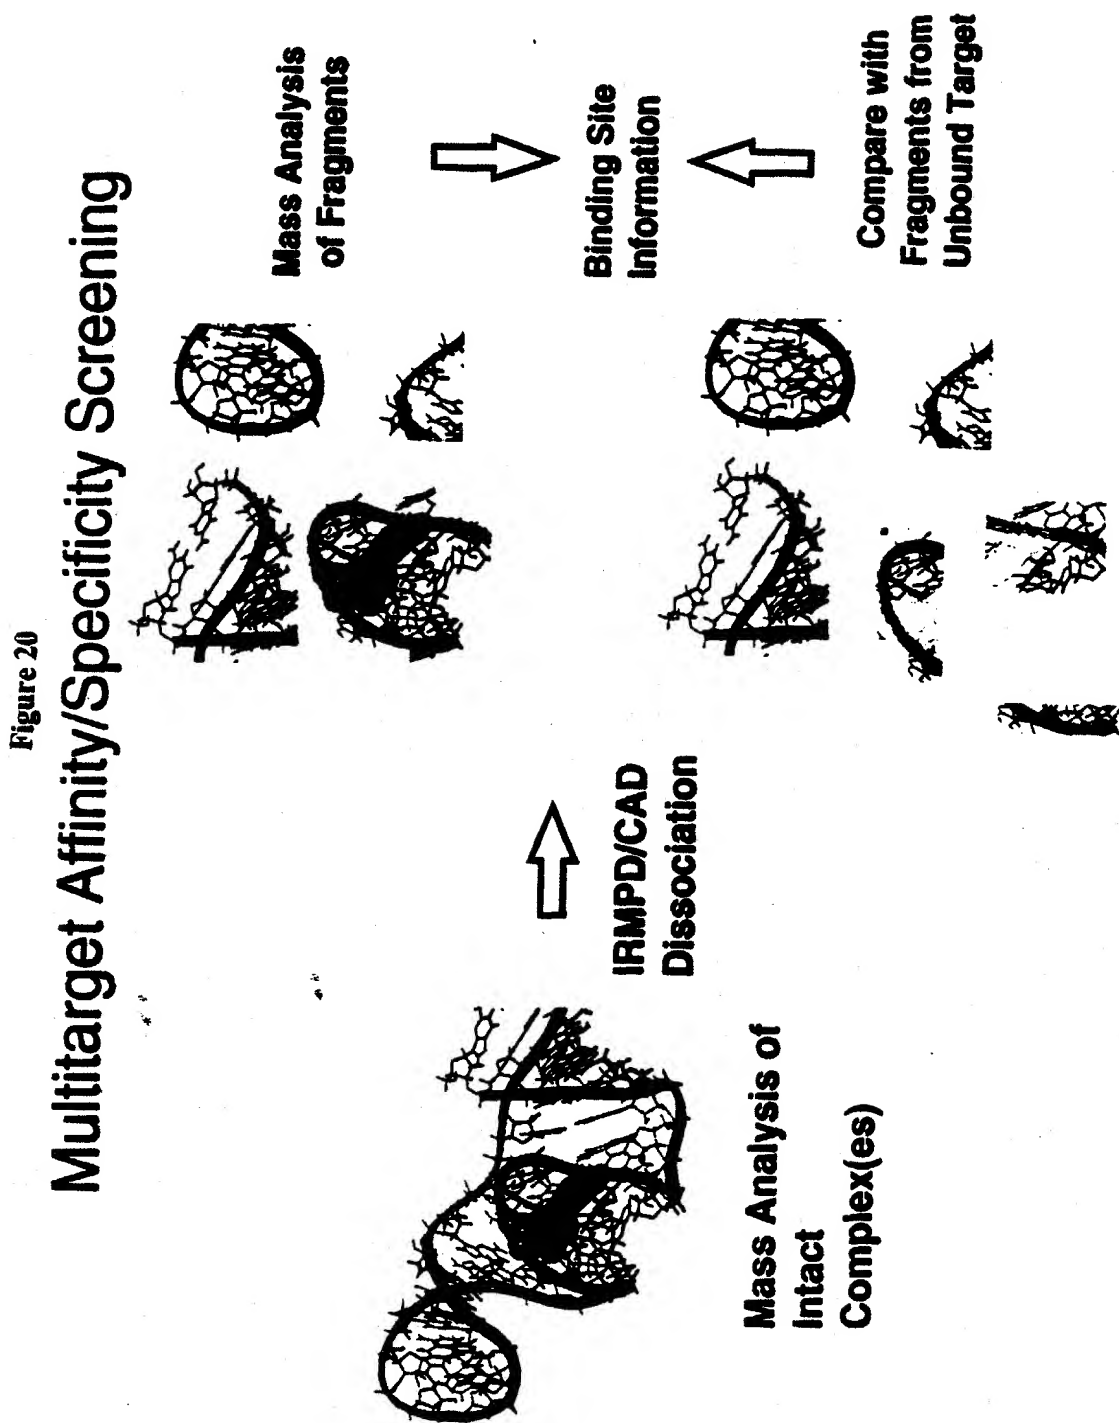 Figure 20
Multitarget Affinity/Specificity Screening
Mass Analysis of
Intact
Complex(es)
IRMPD/CAD
Dissociation
Mass Analysis
of Fragments
Binding Site
Information
Compare with
Fragments from
Unbound Target